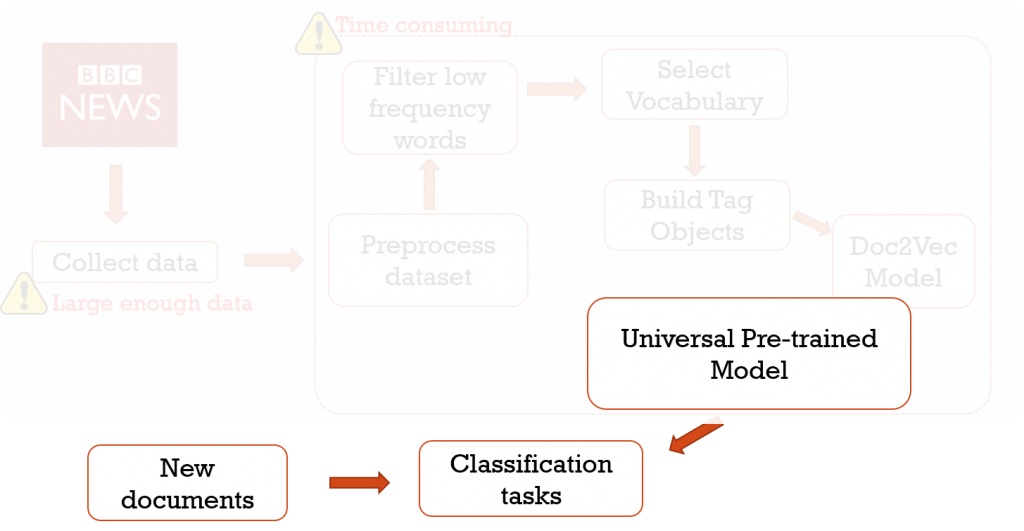 Time consuming
BBC
NEWS
Filter low
frequency
words
Select
Vocabulary
Build Tag
Objects
Preprocess
dataset
Doc2Vec
Model
Collect data
Large enough data
Universal Pre-trained
Model
New
documents
Classification
tasks